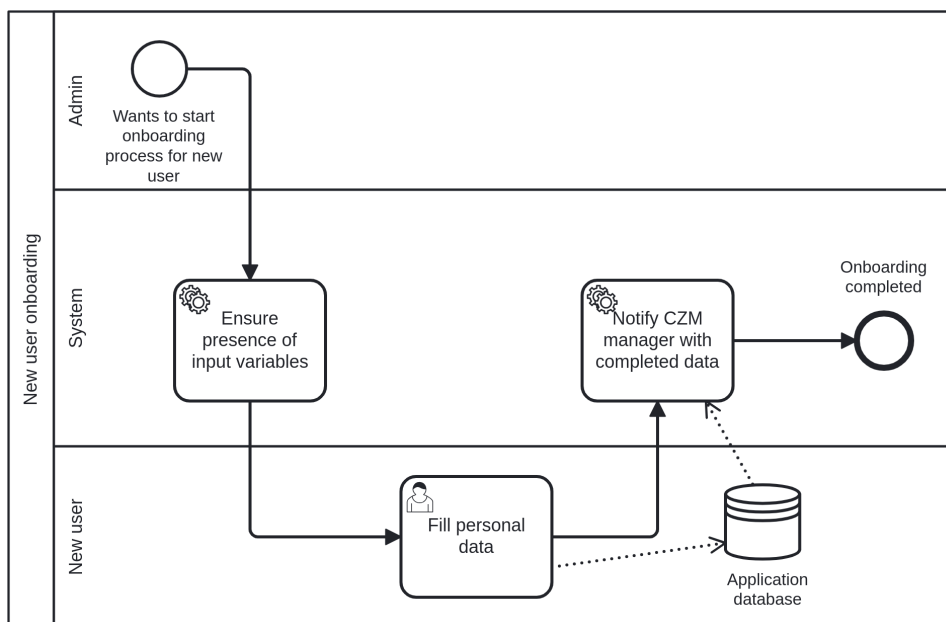 New user onboarding
Admin
Wants to start
onboarding
process for new
user
System
Ensure
presence of
input variables
Notify CZM
manager with
completed data
Onboarding
completed
New user
Fill personal
data
Application
database